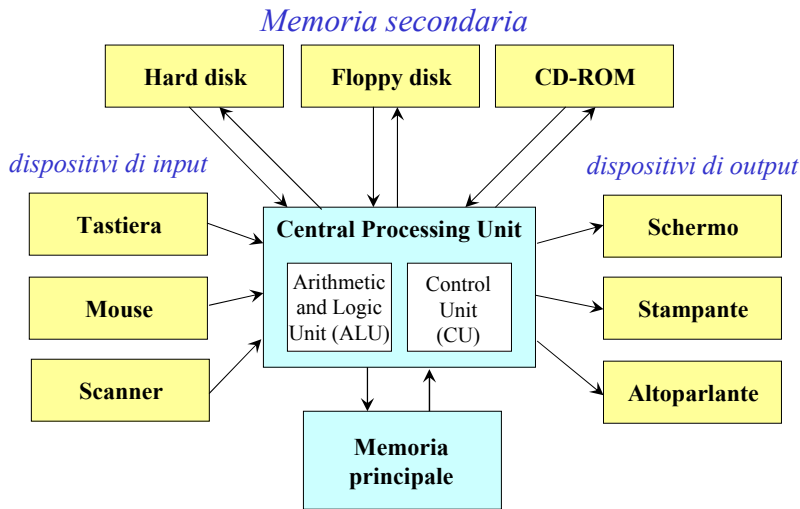 Memoria secondaria
Hard disk
Floppy disk
CD-ROM
dispositivi di input
dispositivi di output
Tastiera
Mouse
Scanner
Central Processing Unit
Arithmetic
and Logic
Unit (ALU)
Control
Unit
(CU)
Schermo
Stampante
Altoparlante
Memoria
principale